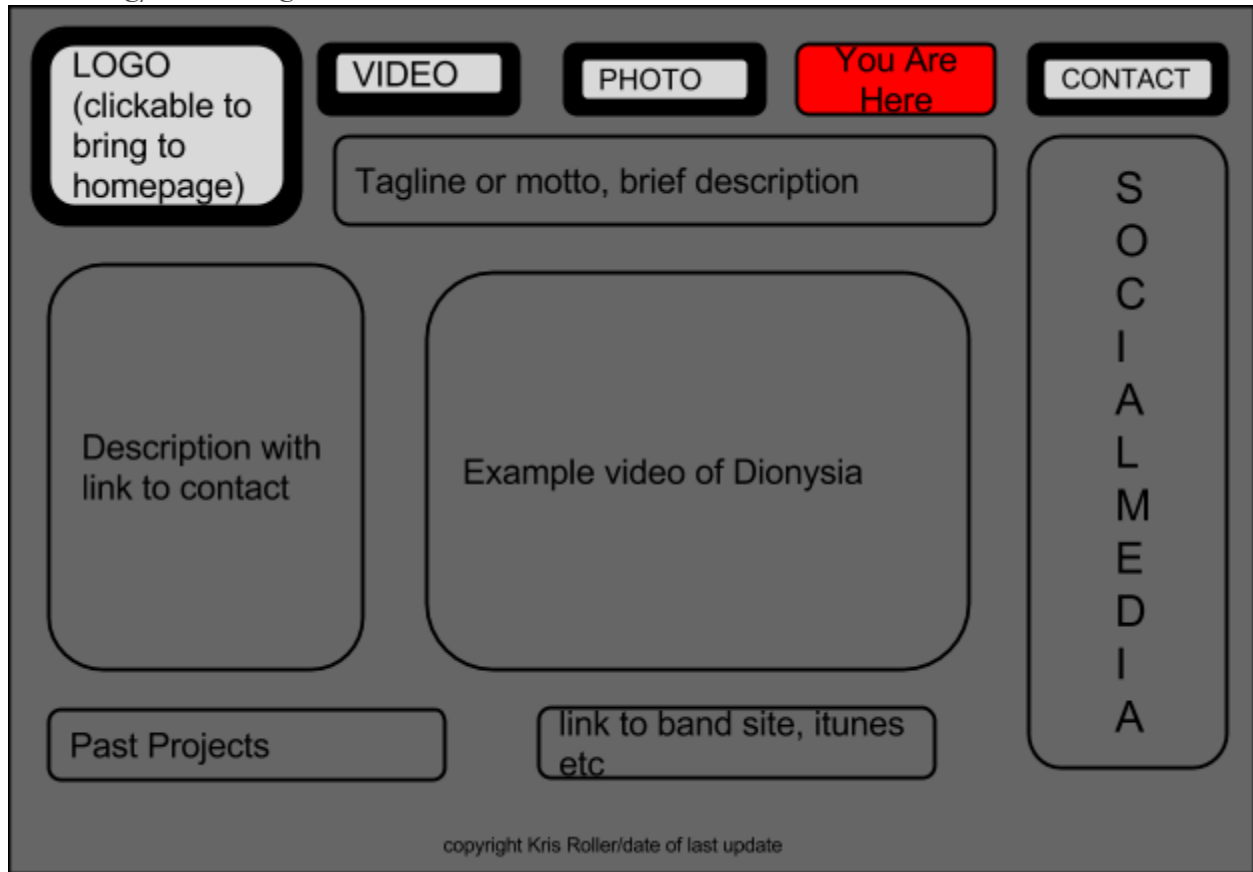 LOGO
(clickable to
bring to
homepage)
VIDEO
PHOTO
You Are
Here
CONTACT
Tagline or motto, brief description
S
O
C
I
A
L
M
E
D
I
A
Description with
link to contact
Example video of Dionysia
Past Projects
link to band site, itunes
etc
copyright Kris Roller/date of last update